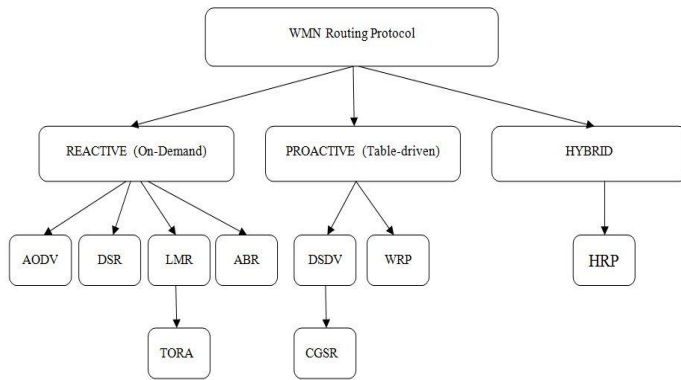 WMN Routing Protocol
REACTIVE (On-Demand)
PROACTIVE (Table-driven)
HYBRID
AODV
DSR
LMR
ABR
DSDV
WRP
HRP
TORA
CGSR